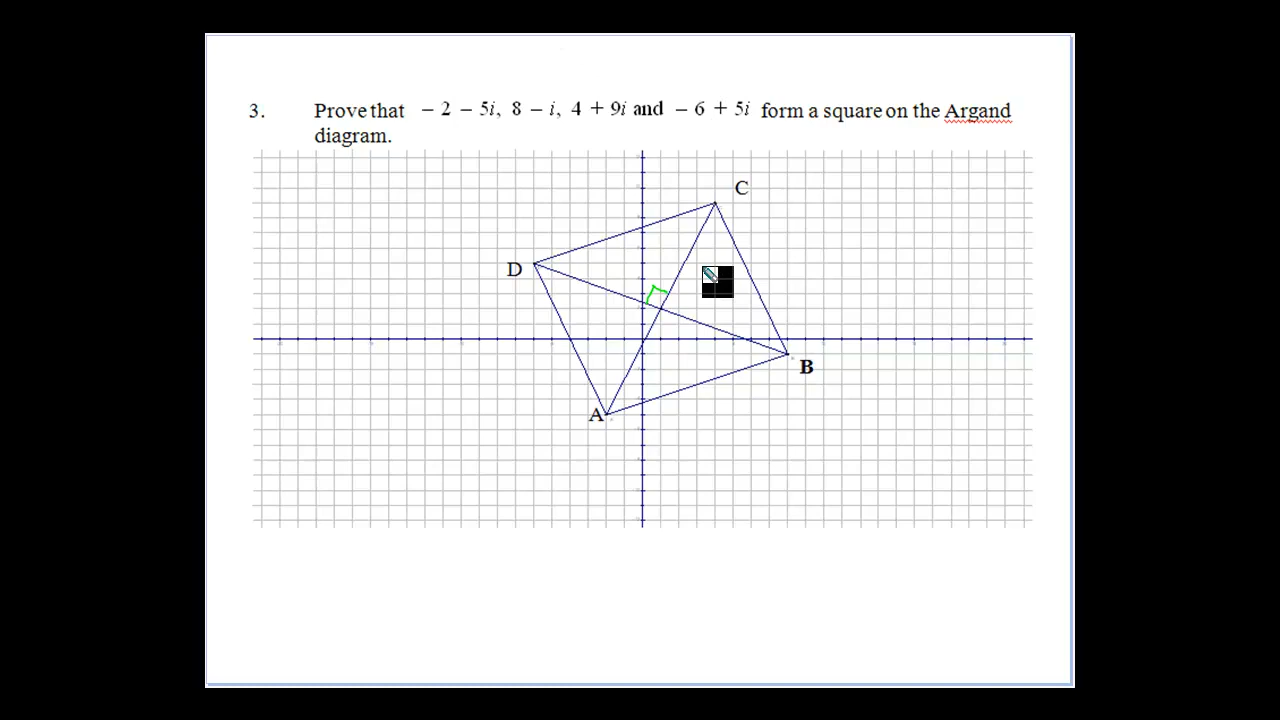 3. Prove that − 2 − 5i, 8 − i, 4 + 9i and − 6 + 5i form a square on the Argand
diagram.
C
D
B
A